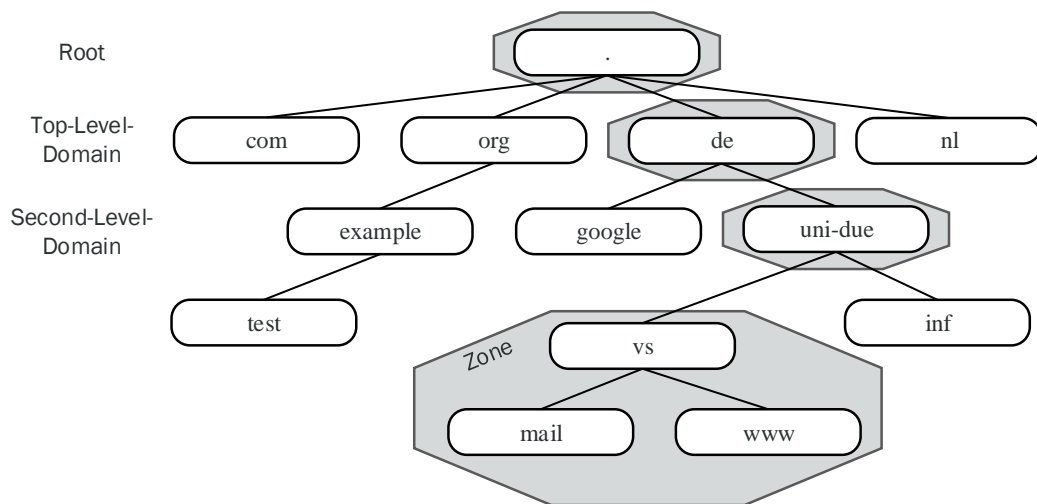 Root
.
Top-Level-
Domain
com
org
de
nl
Second-Level-
Domain
example
google
uni-due
test
inf
Zone
vs
mail
www